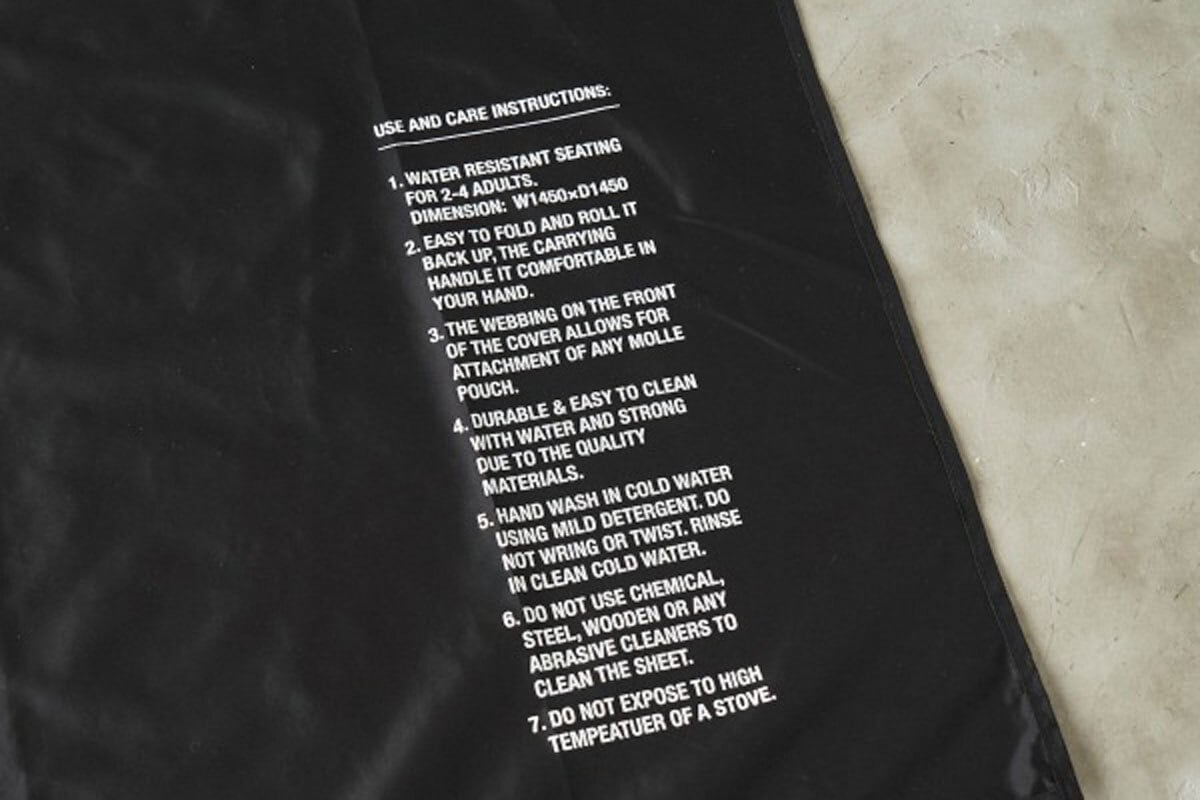 USE AND CARE INSTRUCTIONS:
1. WATER RESISTANT SEATING
FOR 2-4 ADULTS.
DIMENSION: W1450×D1450
2. EASY TO FOLD AND ROLL IT
BACK UP, THE CARRYING
HANDLE IT COMFORTABLE IN
YOUR HAND.
3. THE WEBBING ON THE FRONT
OF THE COVER ALLOWS FOR
ATTACHMENT OF ANY MOLLE
POUCH.
4. DURABLE & EASY TO CLEAN
WITH WATER AND STRONG
DUE TO THE QUALITY
MATERIALS.
5. HAND WASH IN COLD WATER
USING MILD DETERGENT. DO
NOT WRING OR TWIST. RINSE
IN CLEAN COLD WATER.
6. DO NOT USE CHEMICAL,
STEEL, WOODEN OR ANY
ABRASIVE CLEANERS TO
CLEAN THE SHEET.
7. DO NOT EXPOSE TO HIGH
TEMPEATUER OF A STOVE.